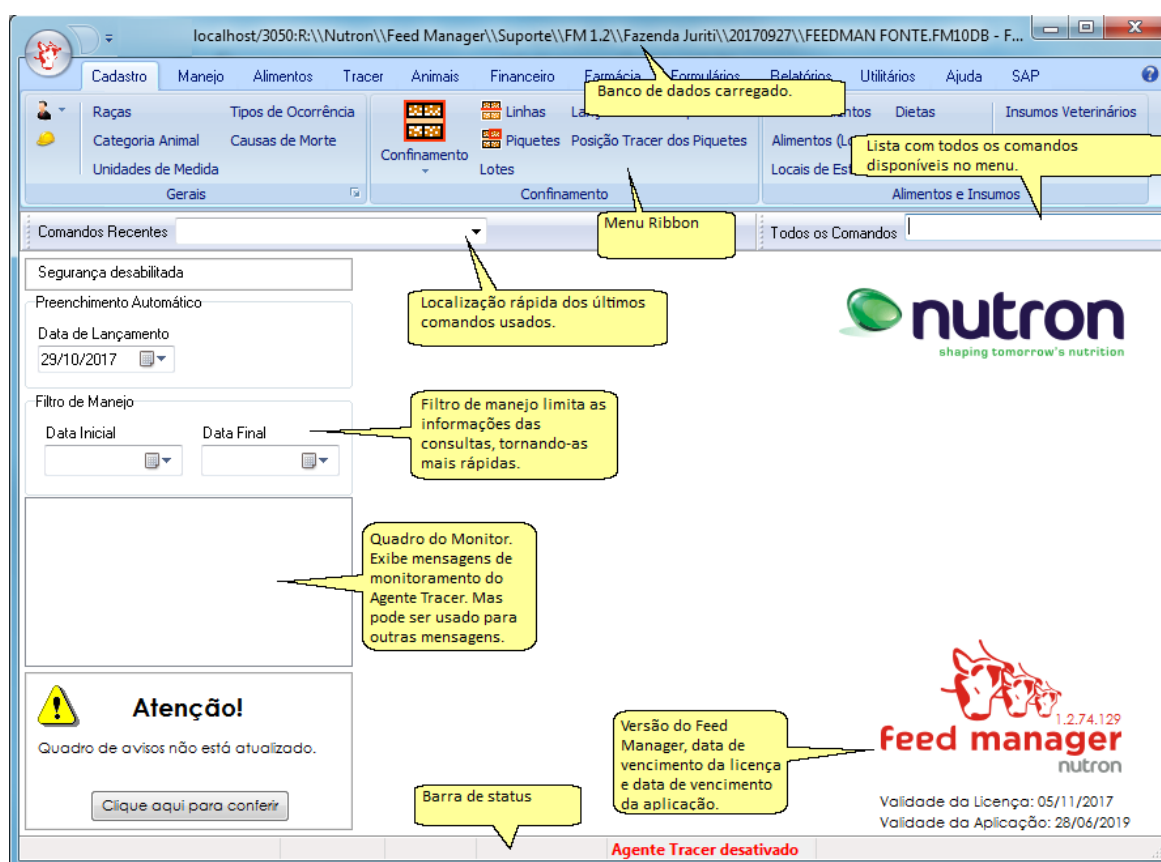 localhost/3050:R:\\Nutron\\Feed Manager\\Suporte\\FM 1.2\\Fazenda Juriti\\20170927\\FEEDMAN FONTE.FM10DB - F...
Cadastro Manejo Alimentos Tracer Animais Financeiro Farmácia Formulários Relatórios Utilitários Ajuda SAP
Banco de dados carregado.
Raças Tipos de Ocorrência Linhas Dietas Insumos Veterinários
Categoria Animal Causas de Morte Confinamento Piquetes Posição Tracer dos Piquetes Alimentos
Unidades de Medida Lotes Locais de
Lista com todos os comandos
disponíveis no menu.
Gerais Confinamento Alimentos e Insumos
Menu Ribbon
Comandos Recentes Todos os Comandos
Segurança desabilitada
Preenchimento Automático
Data de Lançamento
29/10/2017
Localização rápida dos últimos
comandos usados.
nutron
shaping tomorrow's nutrition
Filtro de Manejo
Data Inicial Data Final
Filtro de manejo limita as
informações das
consultas, tornando-as
mais rápidas.
Quadro do Monitor.
Exibe mensagens de
monitoramento do
Agente Tracer. Mas
pode ser usado para
outras mensagens.
Atenção!
Quadro de avisos não está atualizado.
Clique aqui para conferir
Barra de status
Versão do Feed
Manager, data de
vencimento da licença
e data de vencimento
da aplicação.
1.2.74.129
feed manager
nutron
Validade da Licença: 05/11/2017
Validade da Aplicação: 28/06/2019
Agente Tracer desativado